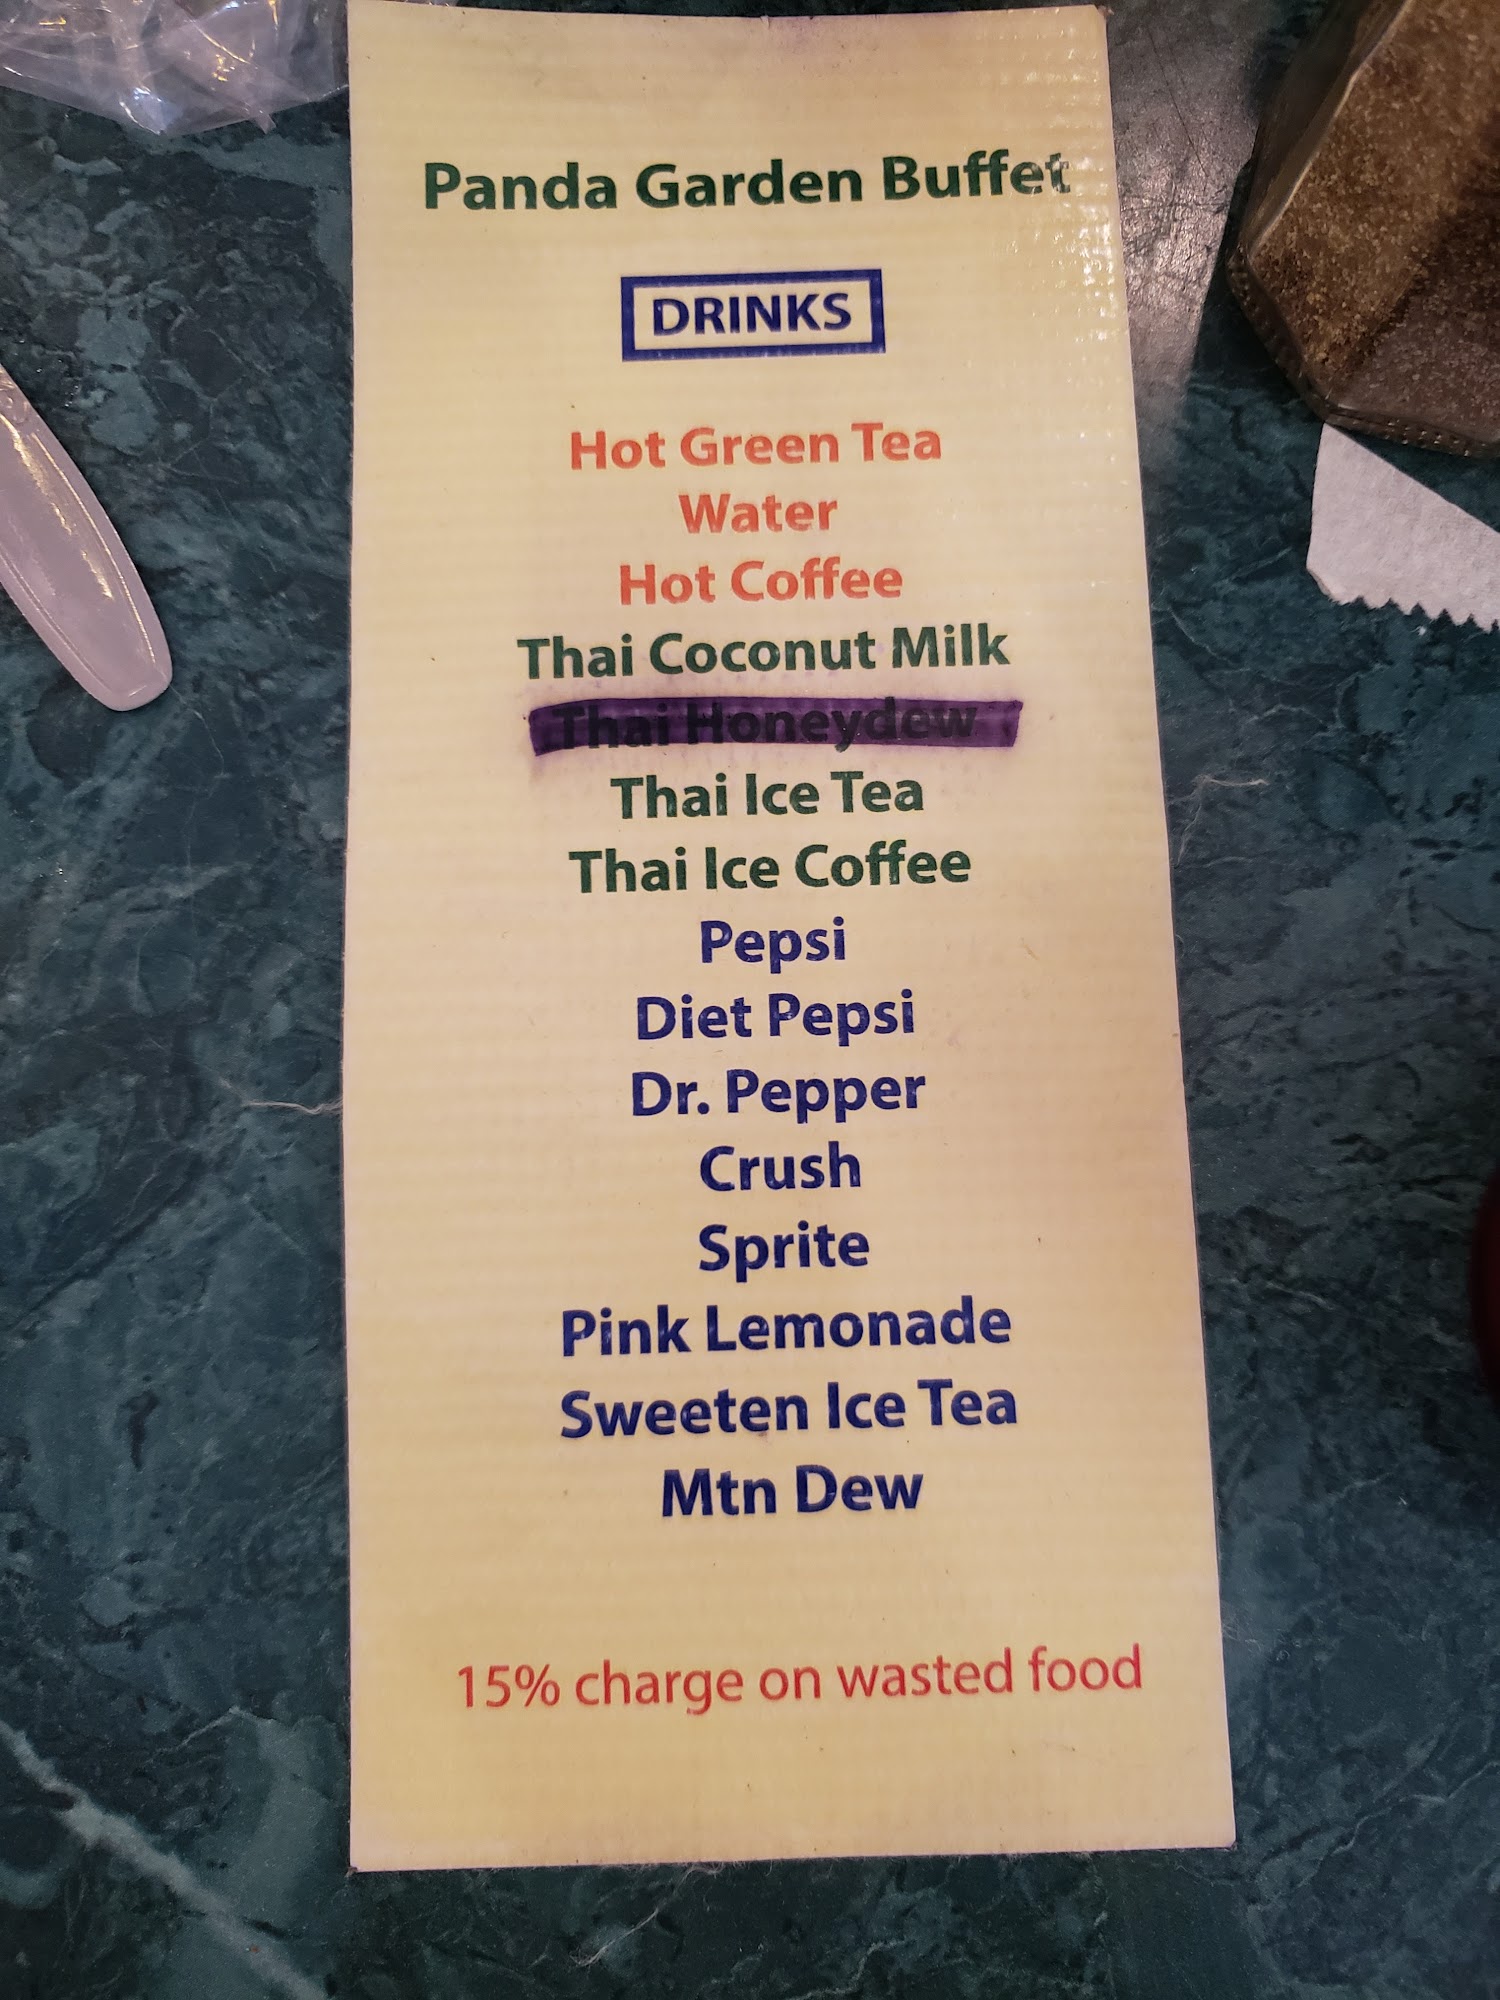 Panda Garden Buffet
DRINKS
Hot Green Tea
Water
Hot Coffee
Thai Coconut Milk
Thai Honeydew
Thai Ice Tea
Thai Ice Coffee
Pepsi
Diet Pepsi
Dr. Pepper
Crush
Sprite
Pink Lemonade
Sweeten Ice Tea
Mtn Dew
15% charge on wasted food